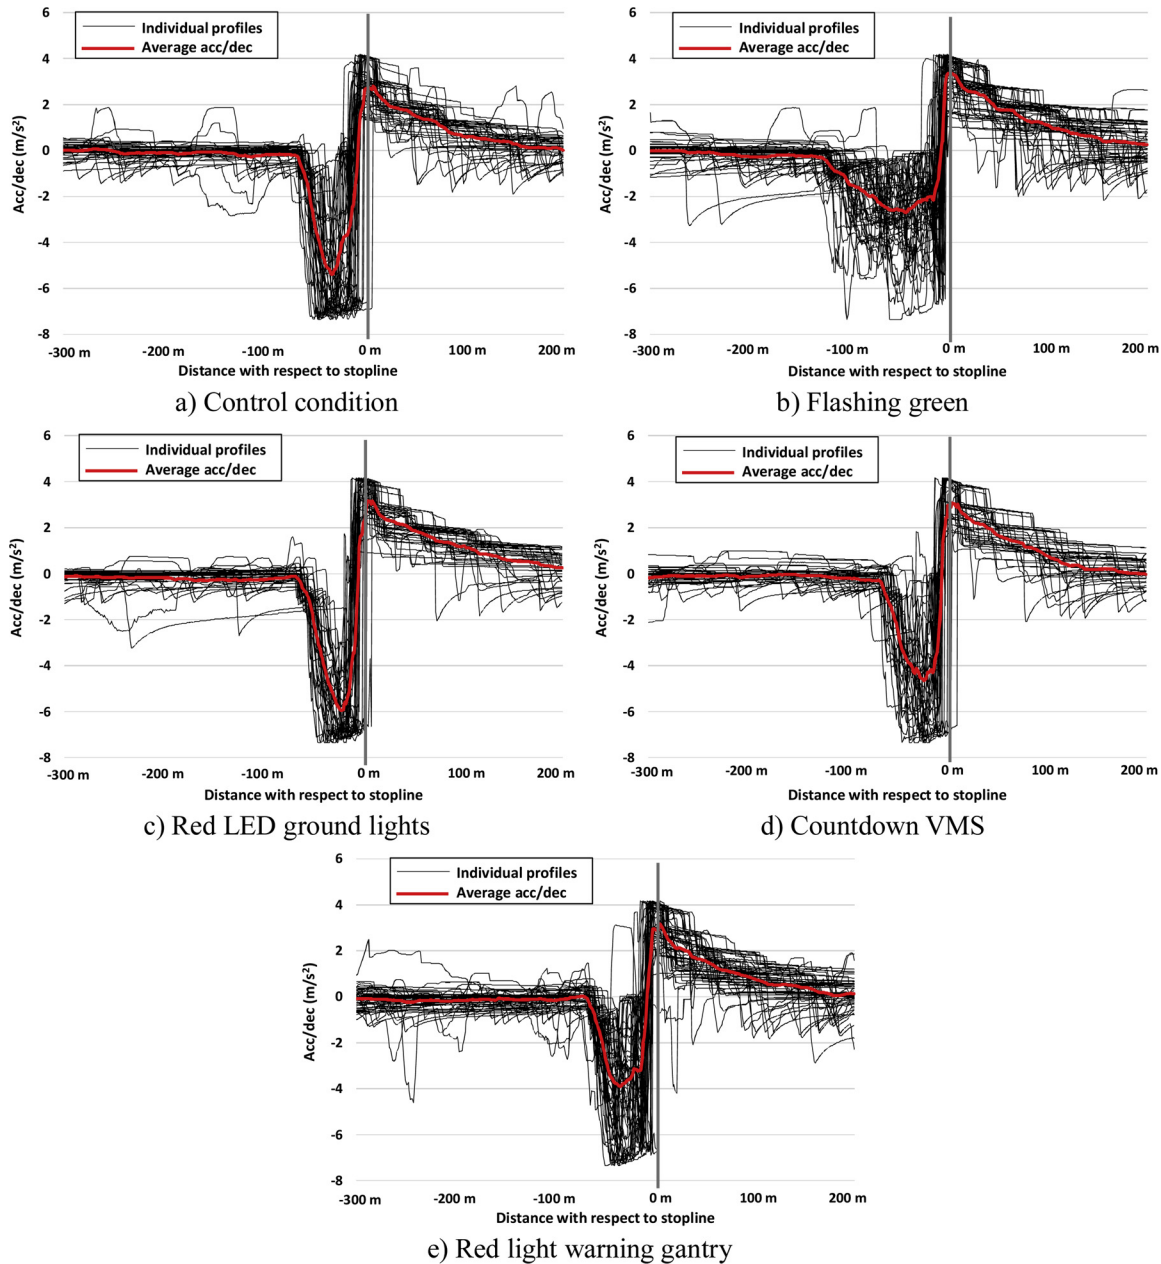 6
4
2
0
-2
-4
-6
-8
Acc/dec (m/s²)
Individual profiles
Average acc/dec
-300 m -200 m -100 m 0 m 100 m 200 m
Distance with respect to stopline
a) Control condition
6
4
2
0
-2
-4
-6
-8
Acc/dec (m/s²)
Individual profiles
Average acc/dec
-300 m -200 m -100 m 0 m 100 m 200 m
Distance with respect to stopline
b) Flashing green
6
4
2
0
-2
-4
-6
-8
Acc/dec (m/s²)
Individual profiles
Average acc/dec
-300 m -200 m -100 m 0 m 100 m 200 m
Distance with respect to stopline
c) Red LED ground lights
6
4
2
0
-2
-4
-6
-8
Acc/dec (m/s²)
Individual profiles
Average acc/dec
-300 m -200 m -100 m 0 m 100 m 200 m
Distance with respect to stopline
d) Countdown VMS
6
4
2
0
-2
-4
-6
-8
Acc/dec (m/s²)
Individual profiles
Average acc/dec
-300 m -200 m -100 m 0 m 100 m 200 m
Distance with respect to stopline
e) Red light warning gantry